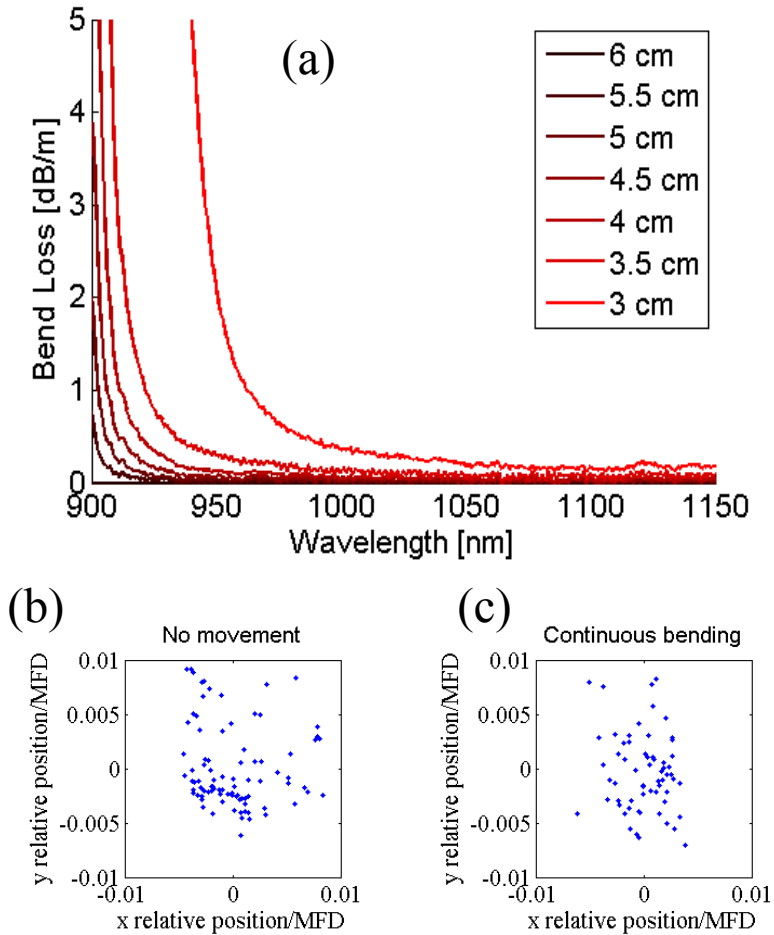 (a)
5
4
3
2
1
0
Bend Loss [dB/m]
6 cm
5.5 cm
5 cm
4.5 cm
4 cm
3.5 cm
3 cm
900 950 1000 1050 1100 1150
Wavelength [nm]
(b)
No movement
0.01
0.005
0
-0.005
-0.01
y relative position/MFD
-0.01 0 0.01
x relative position/MFD
(c)
Continuous bending
0.01
0.005
0
-0.005
-0.01
y relative position/MFD
-0.01 0 0.01
x relative position/MFD